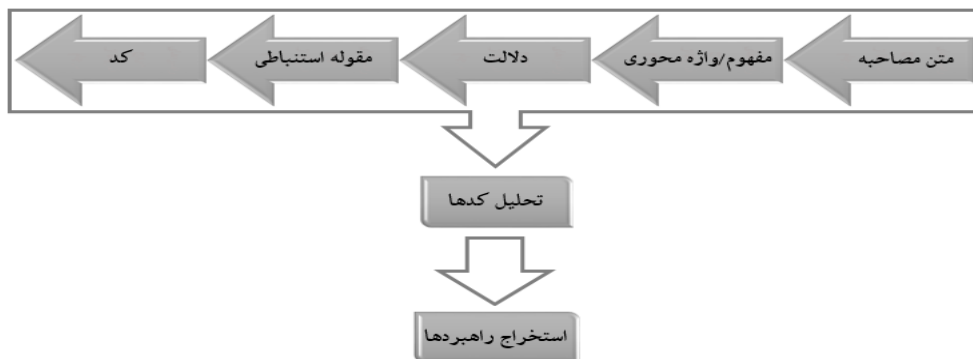 متن مصاحبه
مفهوم/واژه محوری
دلالت
مقوله استنباطی
کد
تحلیل کدها
استخراج راهبردها